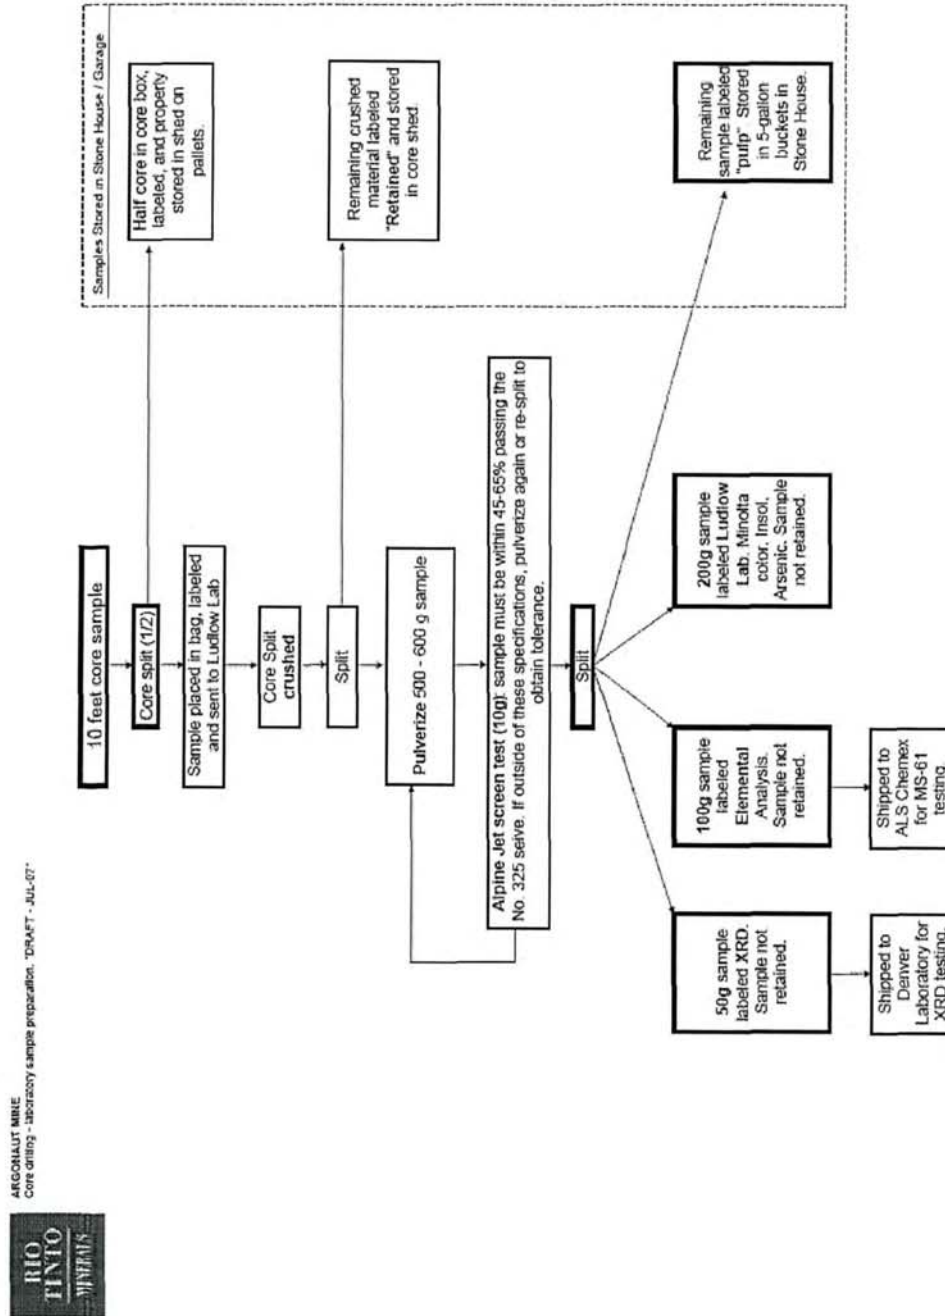 RIO
TINTO
MINERALS
ARGONAUT MINE
Core drilling - laboratory sample preparation. "DRAFT - JUL-07"
10 feet core sample
Core split (1/2)
Sample placed in bag, labeled
and sent to Ludlow Lab
Core Split
crushed
Split
Pulverize 500 - 600 g sample
Alpine Jet screen test (10g): sample must be within 45-65% passing the
No. 325 seive. If outside of these specifications, pulverize again or re-split to
obtain tolerance.
Split
50g sample
labeled XRD.
Sample not
retained.
Shipped to
Denver
Laboratory for
XRD testing.
100g sample
labeled
Elemental
Analysis.
Sample not
retained.
Shipped to
ALS Chemex
for MS-61
testing.
200g sample
labeled Ludlow
Lab. Minolta
color, Insol,
Arsenic. Sample
not retained.
Samples Stored in Stone House / Garage
Half core in core box,
labeled, and properly
stored in shed on
pallets.
Remaining crushed
material labeled
"Retained" and stored
in core shed.
Remaining
sample labeled
"pulp". Stored
in 5-gallon
buckets in
Stone House.